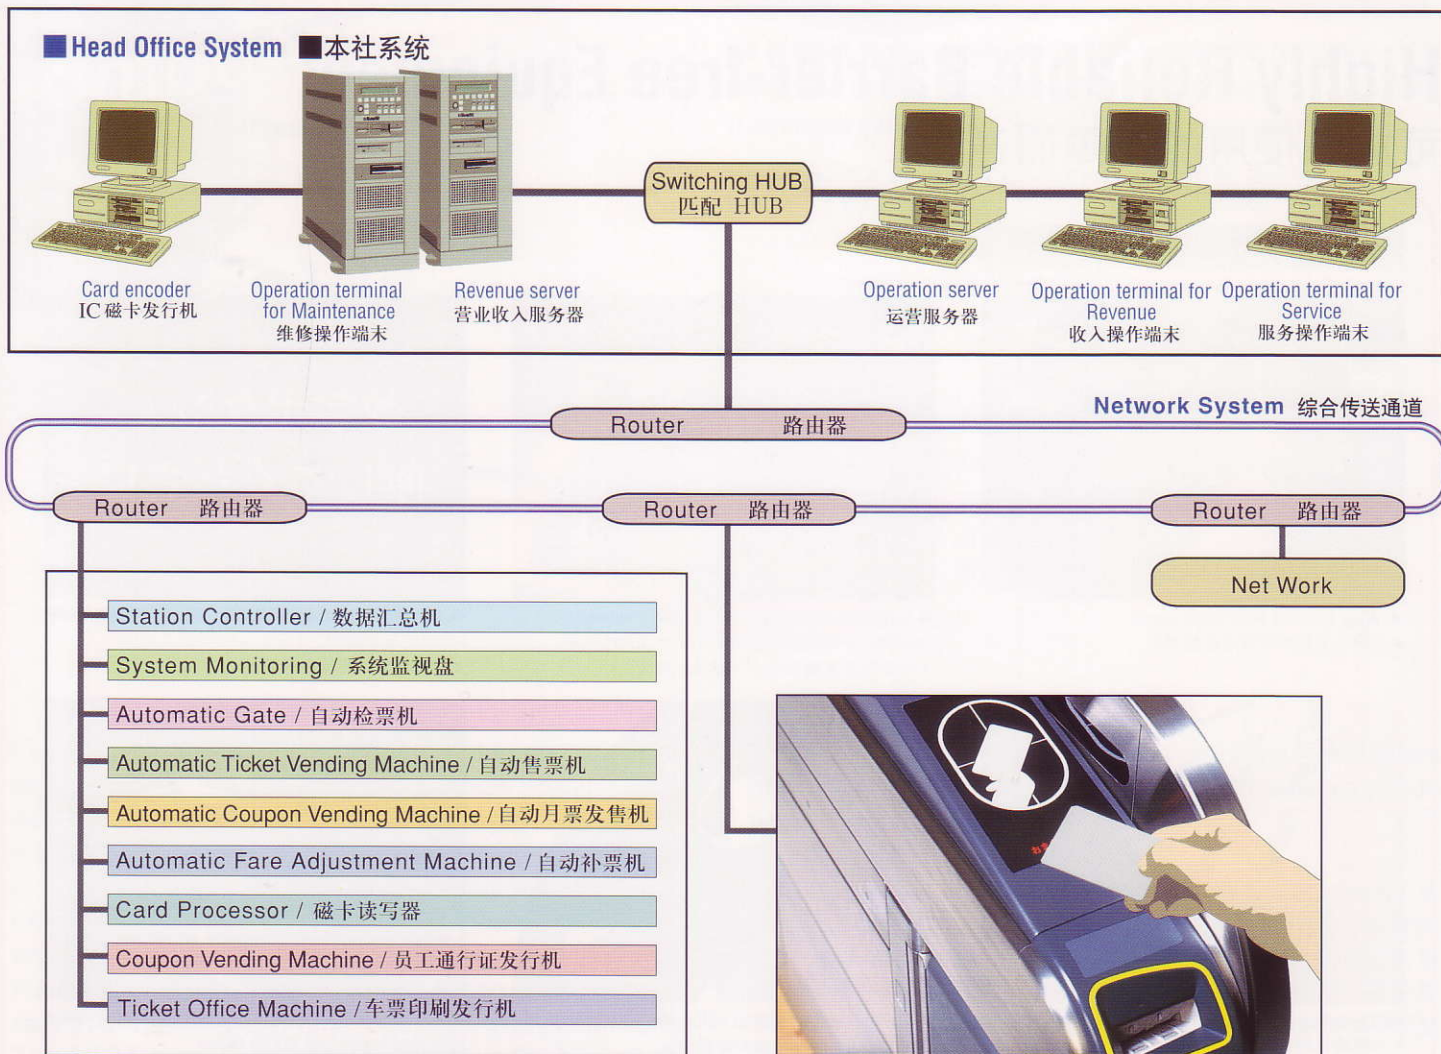 ■Head Office System ■本社系统
Switching HUB
匹配 HUB
Card encoder
IC磁卡发行机
Operation terminal
for Maintenance
维修操作端末
Revenue server
营业收入服务器
Operation server
运营服务器
Operation terminal for
Revenue
收入操作端末
Operation terminal for
Service
服务操作端末
Network System 综合传送通道
Router 路由器
Router 路由器
Router 路由器
Router 路由器
Net Work
Station Controller / 数据汇总机
System Monitoring / 系统监视盘
Automatic Gate / 自动检票机
Automatic Ticket Vending Machine / 自动售票机
Automatic Coupon Vending Machine / 自动月票发售机
Automatic Fare Adjustment Machine / 自动补票机
Card Processor / 磁卡读写器
Coupon Vending Machine / 员工通行证发行机
Ticket Office Machine / 车票印刷发行机